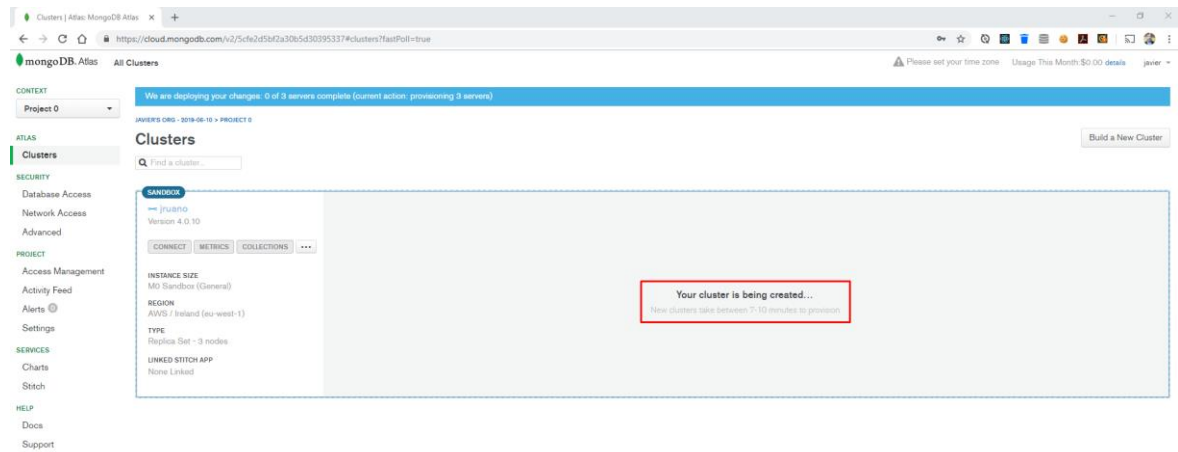 Clusters | Atlas: MongoDB Atlas
https://cloud.mongodb.com/v2/5cfe2d5bf2a30b5d30395337#clusters?fastPoll=true
mongoDB. Atlas All Clusters
Please set your time zone Usage This Month:$0.00 details javier
CONTEXT
Project 0
We are deploying your changes: 0 of 3 servers complete (current action: provisioning 3 servers)
JAVIER'S ORG - 2019-06-10 > PROJECT 0
ATLAS
Clusters
SECURITY
Database Access
Network Access
Advanced
PROJECT
Access Management
Activity Feed
Alerts 0
Settings
SERVICES
Charts
Stitch
HELP
Docs
Support
Clusters
Build a New Cluster
Find a cluster...
SANDBOX
jruano
Version 4.0.10
CONNECT METRICS COLLECTIONS ...
INSTANCE SIZE
M0 Sandbox (General)
REGION
AWS / Ireland (eu-west-1)
TYPE
Replica Set - 3 nodes
LINKED STITCH APP
None Linked
Your cluster is being created...
New clusters take between 7-10 minutes to provision